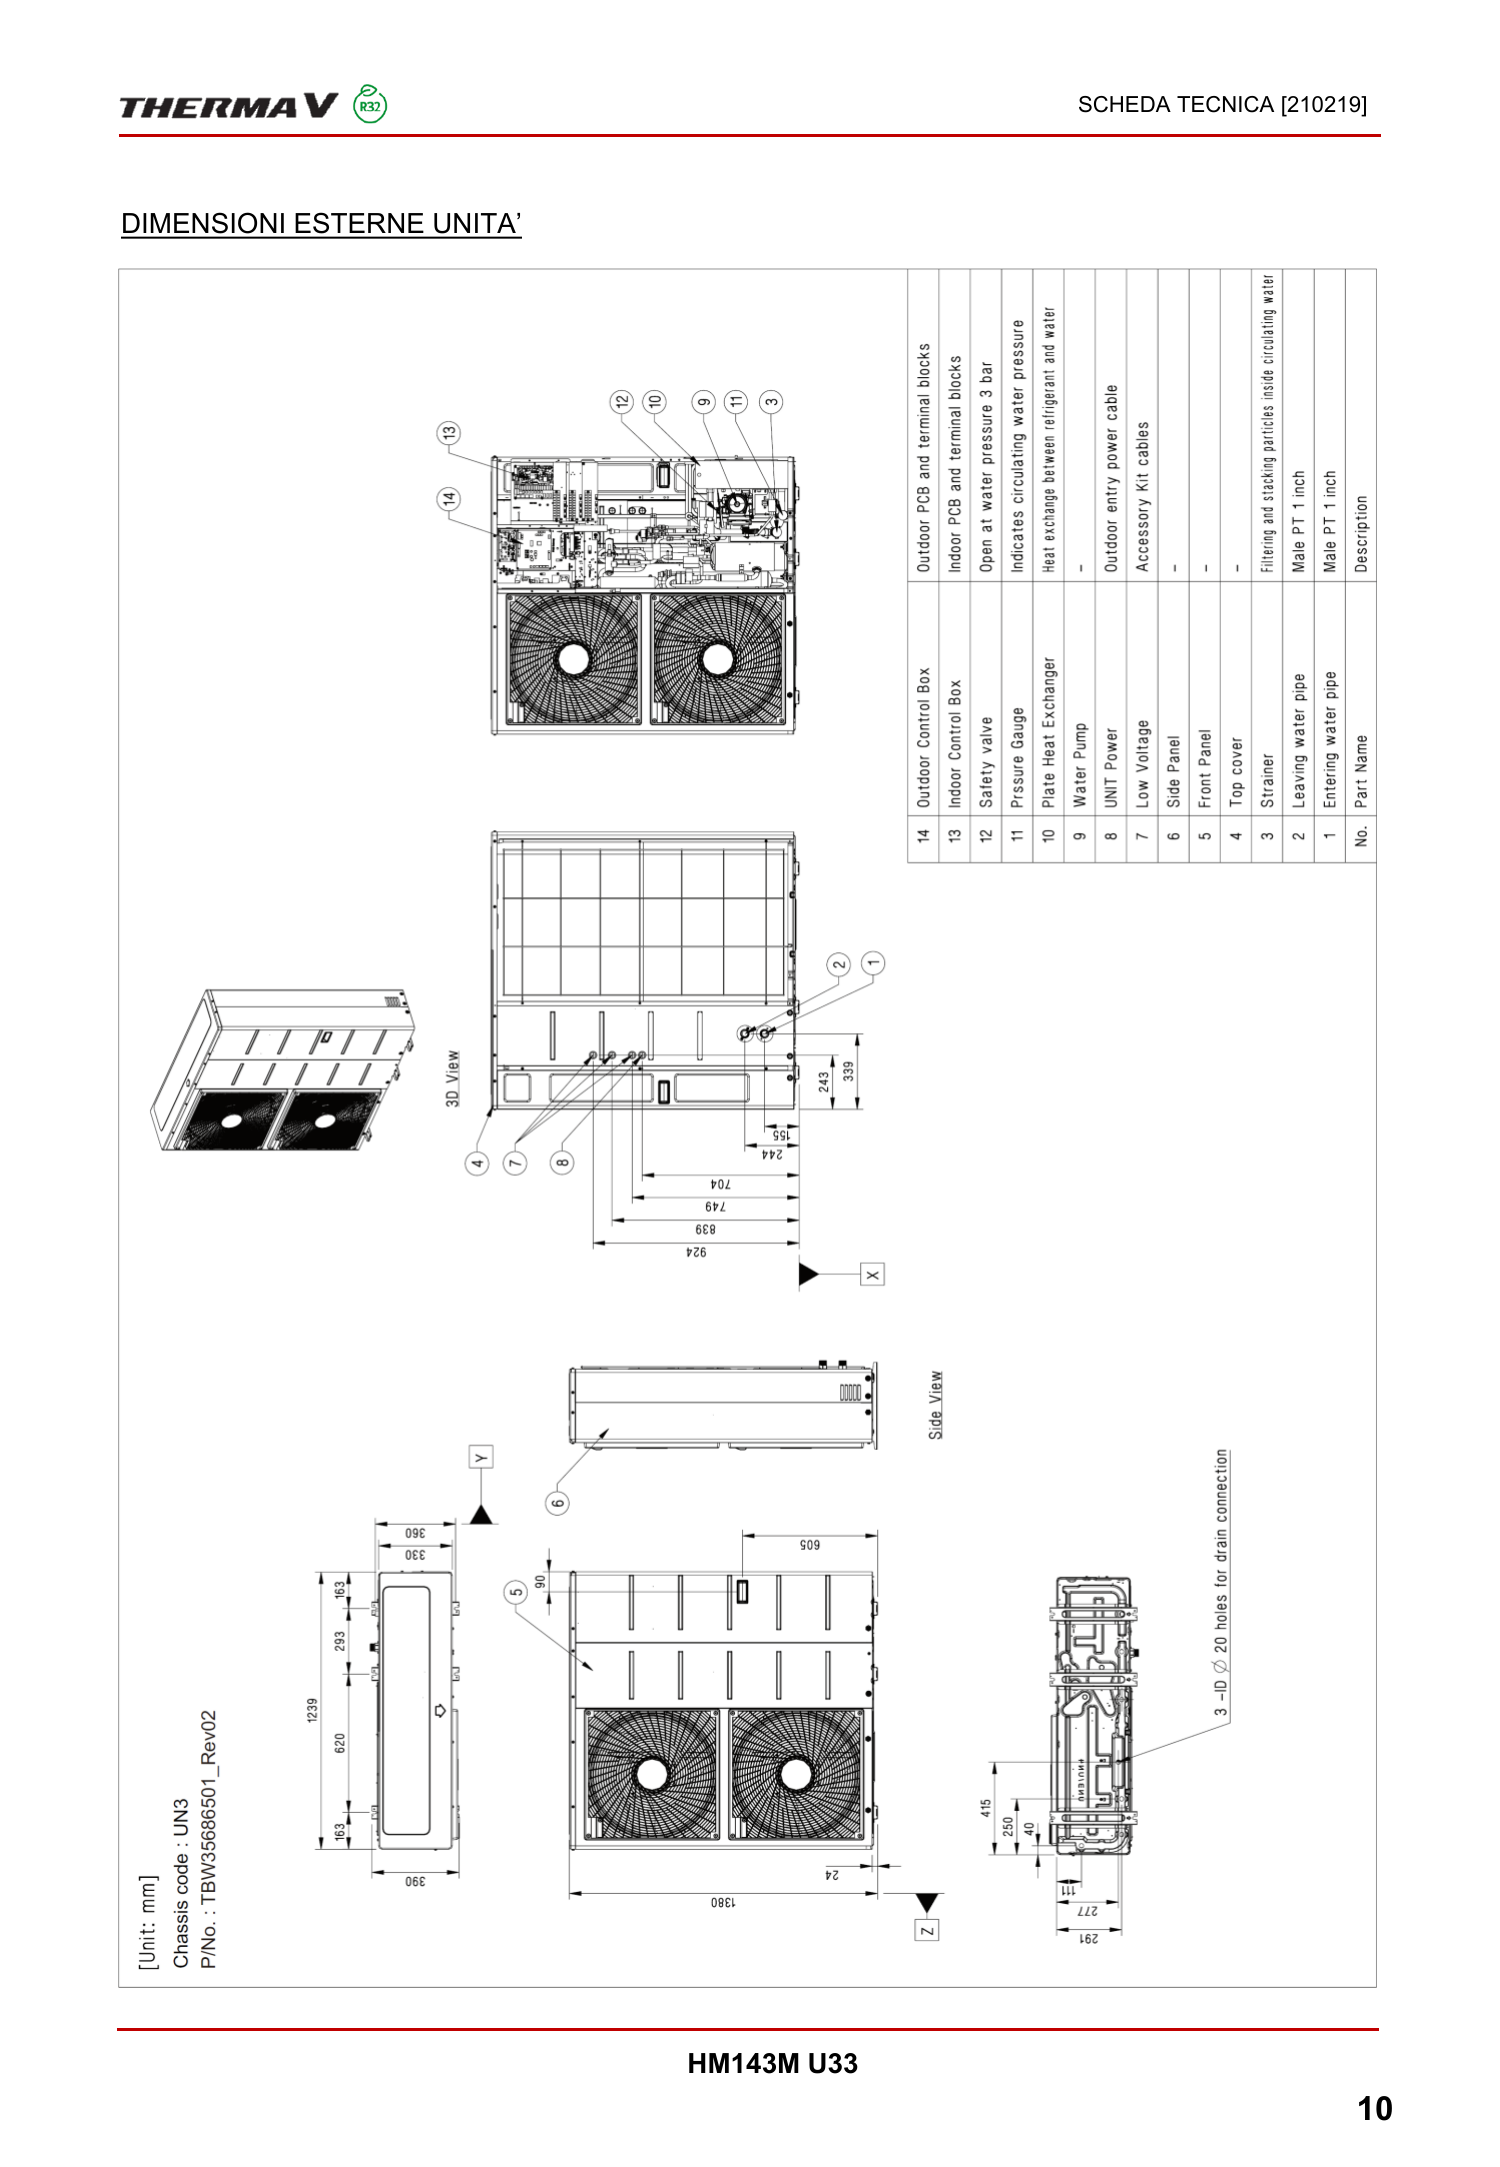 THERMA V R32
SCHEDA TECNICA [210219]
DIMENSIONI ESTERNE UNITA’
[Unit: mm]
Chassis code : UN3
P/No. : TBW35686501_Rev02
1239
163
620
293
163
390
330
360
Y
5
90
605
1380
24
Z
6
Side View
415
250
40
111
277
291
3 -ID ∅ 20 holes for drain connection
3D View
4
7
8
2
1
243
339
155
244
704
749
839
924
X
13
14
12
10
9
11
3
14 Outdoor Control Box Outdoor PCB and terminal blocks
13 Indoor Control Box Indoor PCB and terminal blocks
12 Safety valve Open at water pressure 3 bar
11 Prssure Gauge Indicates circulating water pressure
10 Plate Heat Exchanger Heat exchange between refrigerant and water
9 Water Pump -
8 UNIT Power Outdoor entry power cable
7 Low Voltage Accessory Kit cables
6 Side Panel -
5 Front Panel -
4 Top cover -
3 Strainer Filtering and stacking particles inside circulating water
2 Leaving water pipe Male PT 1 inch
1 Entering water pipe Male PT 1 inch
No. Part Name Description
HM143M U33
10